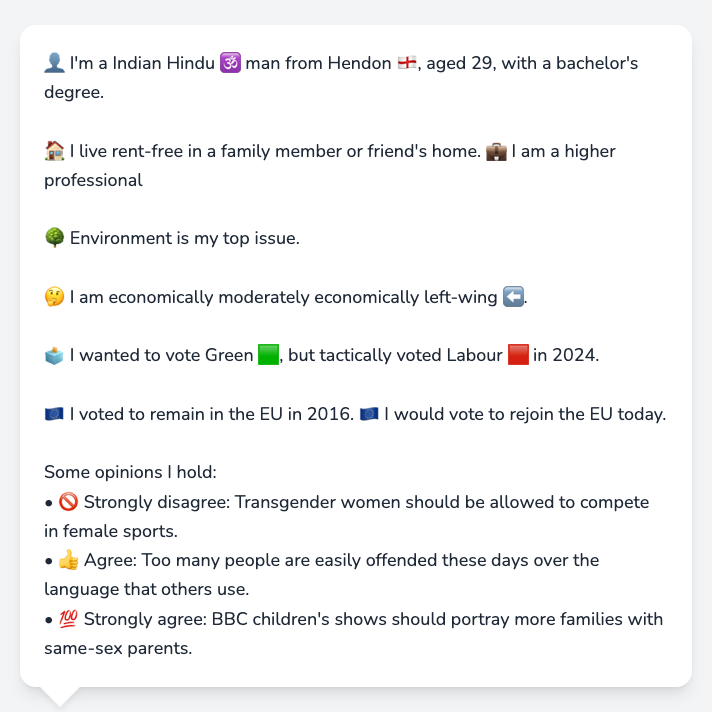 👤 I'm a Indian Hindu 🕉️ man from Hendon 🏴󠁧󠁢󠁥󠁮󠁧󠁿, aged 29, with a bachelor's
degree.
🏠 I live rent-free in a family member or friend's home. 💼 I am a higher
professional
🌳 Environment is my top issue.
🤔 I am economically moderately economically left-wing ⬅️.
🗳️ I wanted to vote Green 🟩, but tactically voted Labour 🟥 in 2024.
🇪🇺 I voted to remain in the EU in 2016. 🇪🇺 I would vote to rejoin the EU today.
Some opinions I hold:
• 🚫 Strongly disagree: Transgender women should be allowed to compete
in female sports.
• 👍 Agree: Too many people are easily offended these days over the
language that others use.
• 💯 Strongly agree: BBC children's shows should portray more families with
same-sex parents.